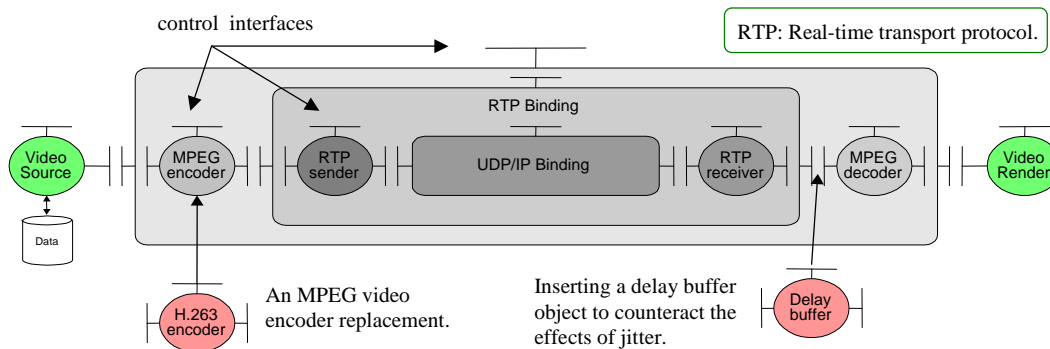 control interfaces
RTP: Real-time transport protocol.
RTP Binding
Video
Source
MPEG
encoder
RTP
sender
UDP/IP Binding
RTP
receiver
MPEG
decoder
Video
Render
Data
H.263
encoder
An MPEG video
encoder replacement.
Inserting a delay buffer
object to counteract the
effects of jitter.
Delay
buffer